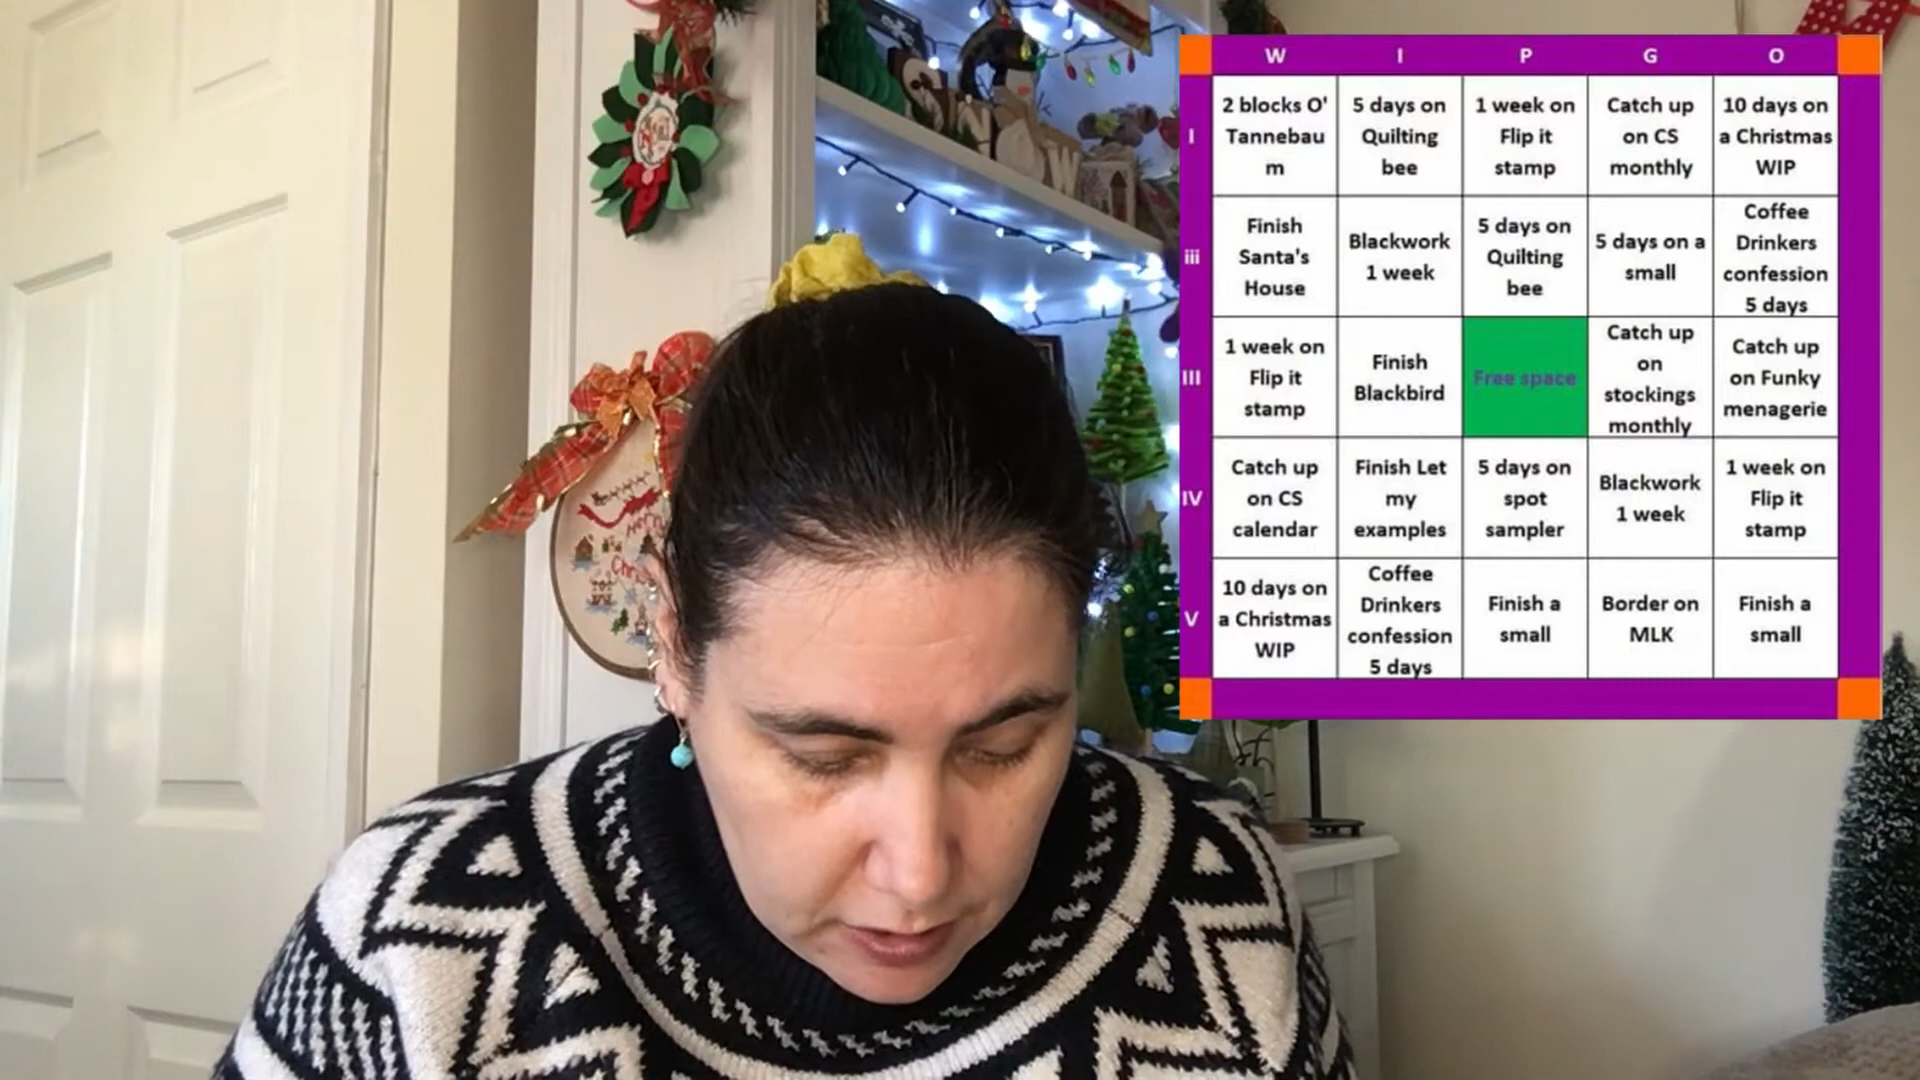 W I P G O
I
2 blocks O'
Tannebau
m
5 days on
Quilting
bee
1 week on
Flip it
stamp
Catch up
on CS
monthly
10 days on
a Christmas
WIP
iii
Finish
Santa's
House
Blackwork
1 week
5 days on
Quilting
bee
5 days on a
small
Coffee
Drinkers
confession
5 days
III
1 week on
Flip it
stamp
Finish
Blackbird
Free space
Catch up
on
stockings
monthly
Catch up
on Funky
menagerie
IV
Catch up
on CS
calendar
Finish Let
my
examples
5 days on
spot
sampler
Blackwork
1 week
1 week on
Flip it
stamp
V
10 days on
a Christmas
WIP
Coffee
Drinkers
confession
5 days
Finish a
small
Border on
MLK
Finish a
small